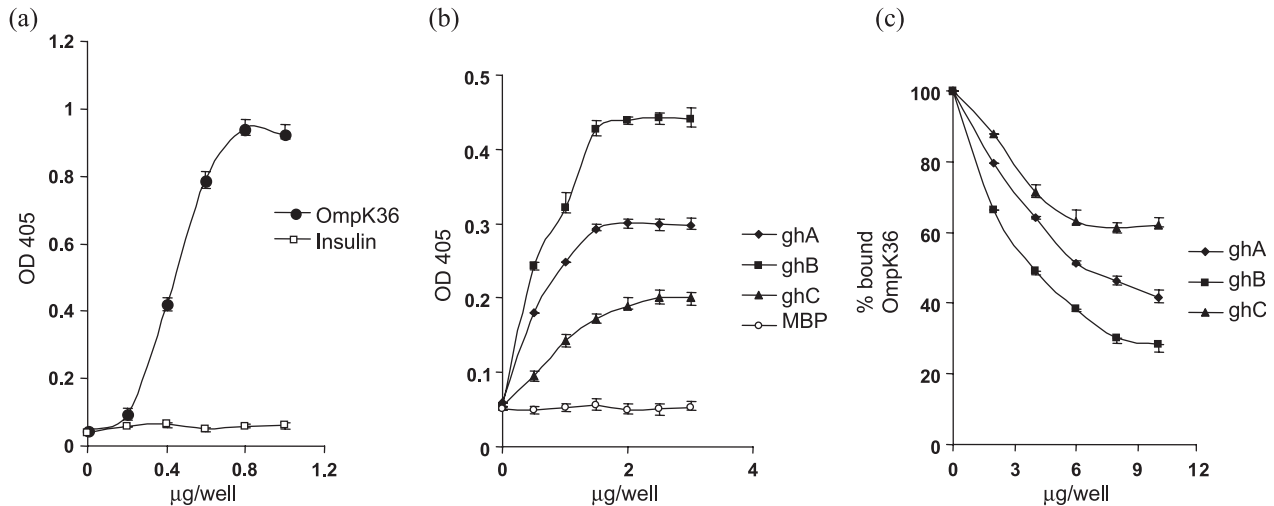 (a)
1.2
1
0.8
0.6
0.4
0.2
0
OD 405
0
0.4
0.8
1.2
μg/well
OmpK36
Insulin
(b)
0.5
0.4
0.3
0.2
0.1
0
OD 405
0
2
4
μg/well
ghA
ghB
ghC
MBP
(c)
100
80
60
40
20
0
% bound
OmpK36
0
3
6
9
12
μg/well
ghA
ghB
ghC